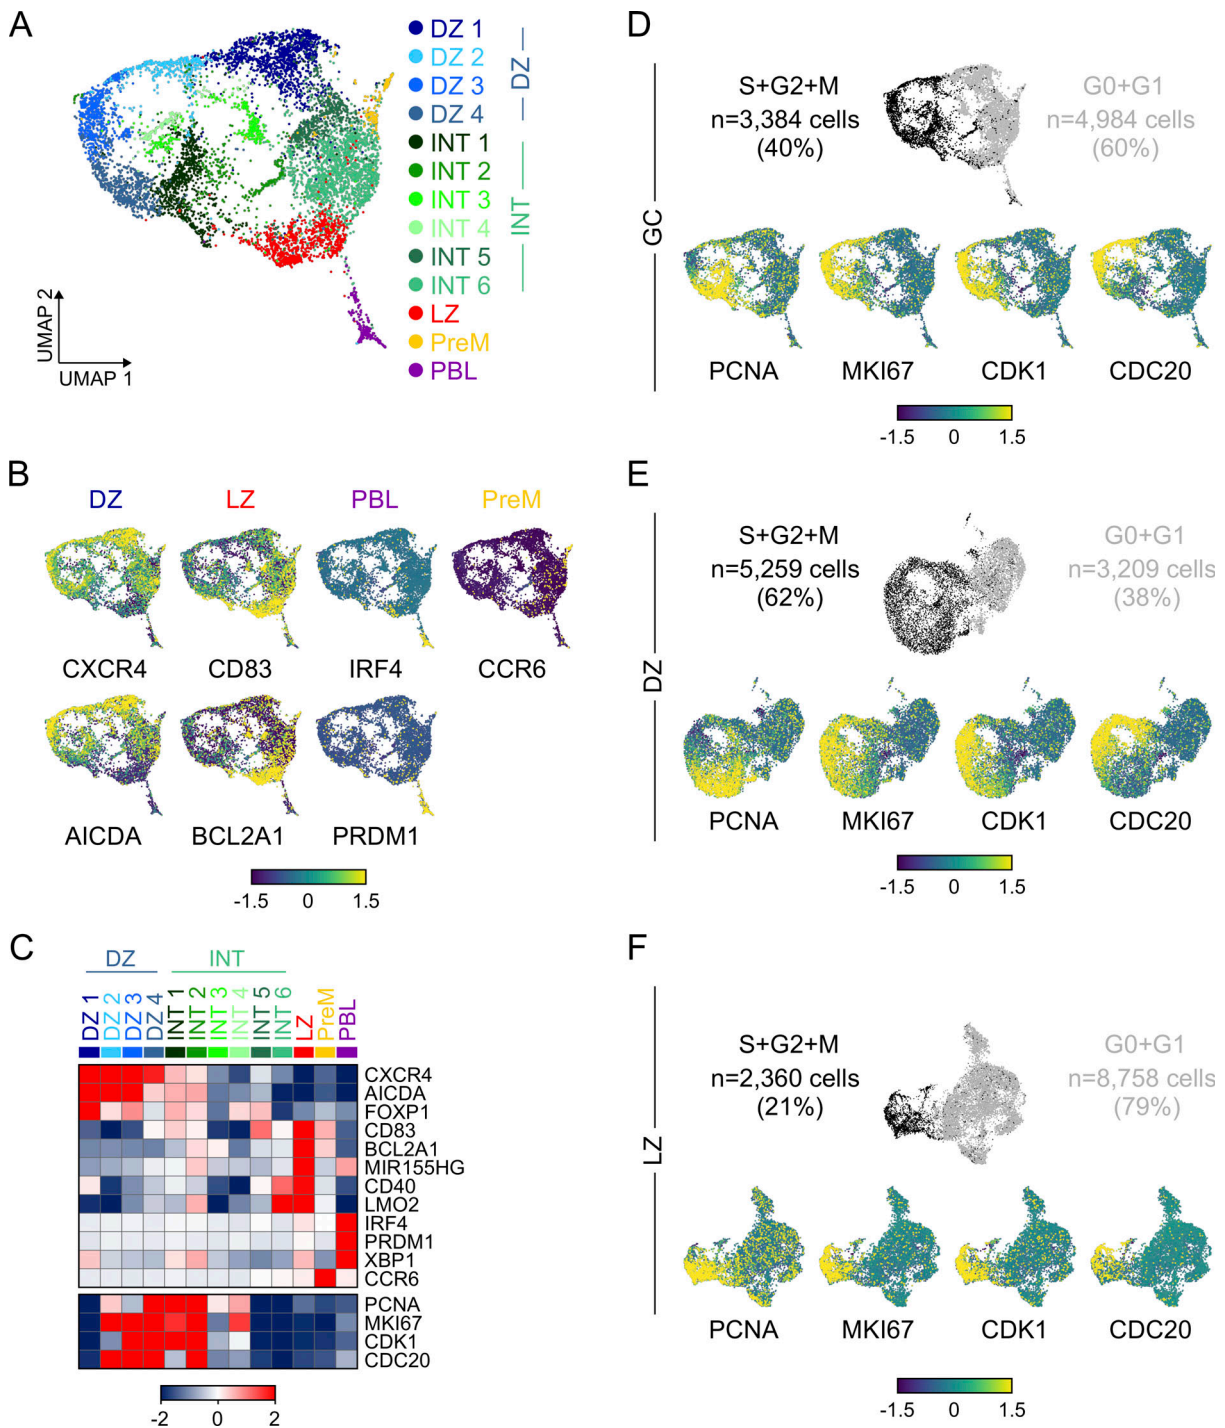 A
DZ 1
DZ 2
DZ 3
DZ 4
INT 1
INT 2
INT 3
INT 4
INT 5
INT 6
LZ
PreM
PBL
DZ
INT
UMAP 2
UMAP 1
B
DZ LZ PBL PreM
CXCR4 CD83 IRF4 CCR6
AICDA BCL2A1 PRDM1
-1.5 0 1.5
C
DZ INT
DZ 1 DZ 2 DZ 3 DZ 4 INT 1 INT 2 INT 3 INT 4 INT 5 INT 6 LZ PreM PBL
CXCR4
AICDA
FOXP1
CD83
BCL2A1
MIR155HG
CD40
LMO2
IRF4
PRDM1
XBP1
CCR6
PCNA
MKI67
CDK1
CDC20
-2 0 2
D
GC
S+G2+M
n=3,384 cells
(40%)
G0+G1
n=4,984 cells
(60%)
PCNA MKI67 CDK1 CDC20
-1.5 0 1.5
E
DZ
S+G2+M
n=5,259 cells
(62%)
G0+G1
n=3,209 cells
(38%)
PCNA MKI67 CDK1 CDC20
-1.5 0 1.5
F
LZ
S+G2+M
n=2,360 cells
(21%)
G0+G1
n=8,758 cells
(79%)
PCNA MKI67 CDK1 CDC20
-1.5 0 1.5